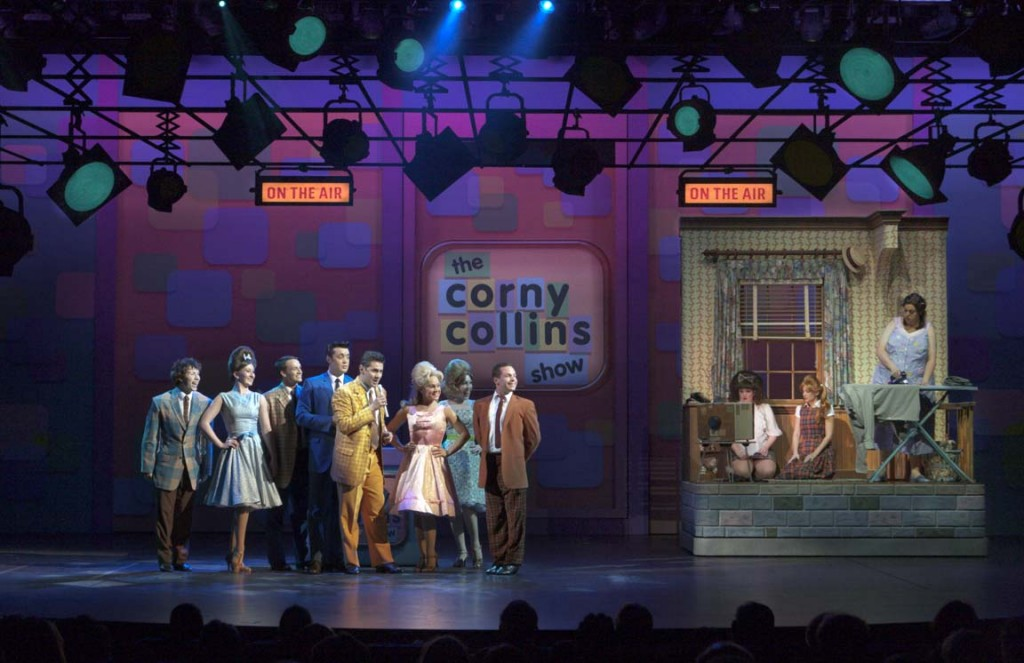 ON THE AIR
ON THE AIR
the
corny
collins
show